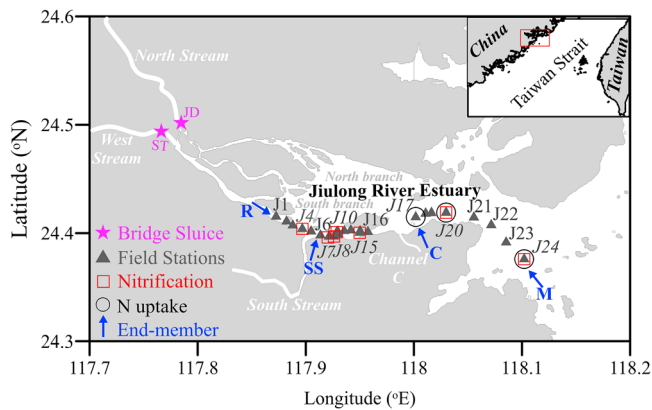 24.6
24.5
24.4
24.3
Latitude (°N)
117.7
117.8
117.9
118
118.1
118.2
Longitude (°E)
China
Taiwan Strait
Taiwan
North Stream
JD
ST
West
Stream
North branch
Jiulong River Estuary
South branch
R
J1
J4
J6
J7
J8
J10
J15
J16
J17
J20
J21
J22
J23
J24
SS
C
M
Channel
C
South Stream
Bridge Sluice
Field Stations
Nitrification
N uptake
End-member